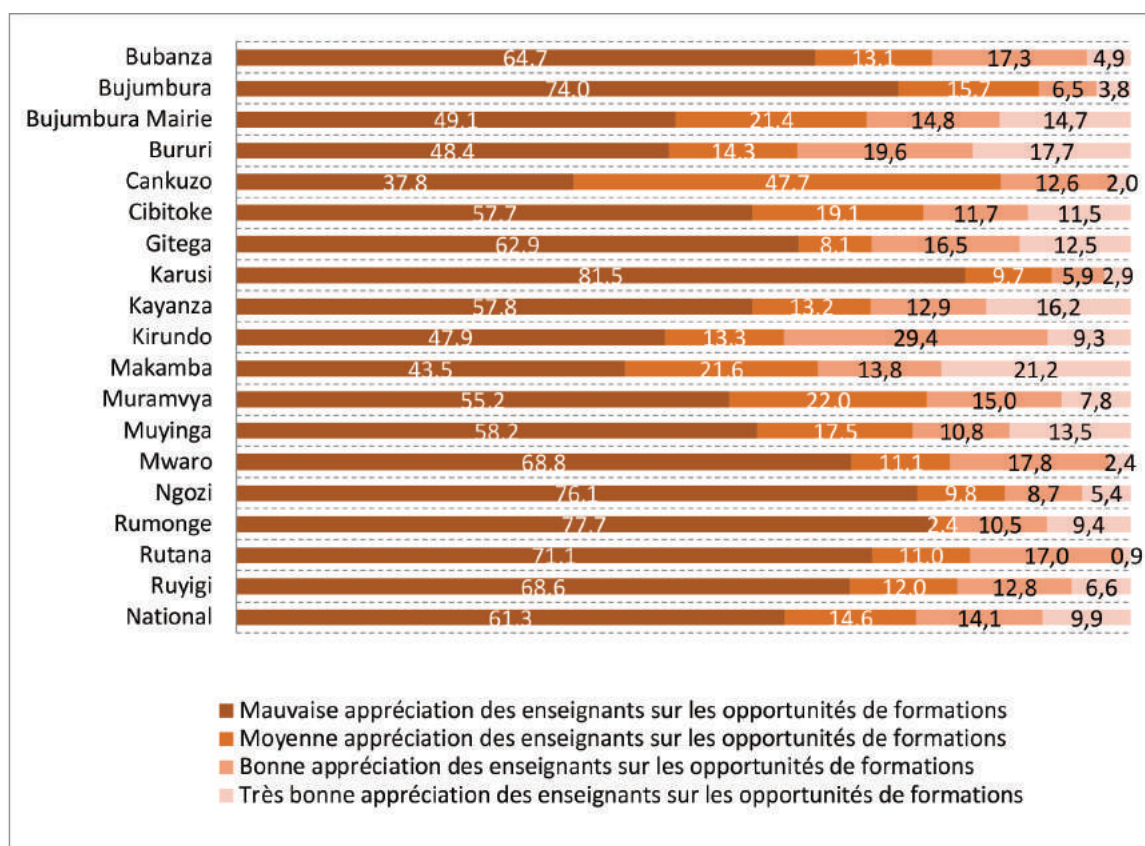 Bubanza 64.7 13.1 17,3 4,9
Bujumbura 74.0 15.7 6,5 3,8
Bujumbura Mairie 49.1 21.4 14,8 14,7
Bururi 48.4 14.3 19,6 17,7
Cankuzo 37.8 47.7 12,6 2,0
Cibitoke 57.7 19.1 11,7 11,5
Gitega 62.9 8.1 16,5 12,5
Karusi 81.5 9.7 5,9 2,9
Kayanza 57.8 13.2 12,9 16,2
Kirundo 47.9 13.3 29,4 9,3
Makamba 43.5 21.6 13,8 21,2
Muramvya 55.2 22.0 15,0 7,8
Muyinga 58.2 17.5 10,8 13,5
Mwaro 68.8 11.1 17,8 2,4
Ngozi 76.1 9.8 8,7 5,4
Rumonge 77.7 2.4 10,5 9,4
Rutana 71.1 11.0 17,0 0,9
Ruyigi 68.6 12.0 12,8 6,6
National 61.3 14.6 14,1 9,9
Mauvaise appréciation des enseignants sur les opportunités de formations
Moyenne appréciation des enseignants sur les opportunités de formations
Bonne appréciation des enseignants sur les opportunités de formations
Très bonne appréciation des enseignants sur les opportunités de formations